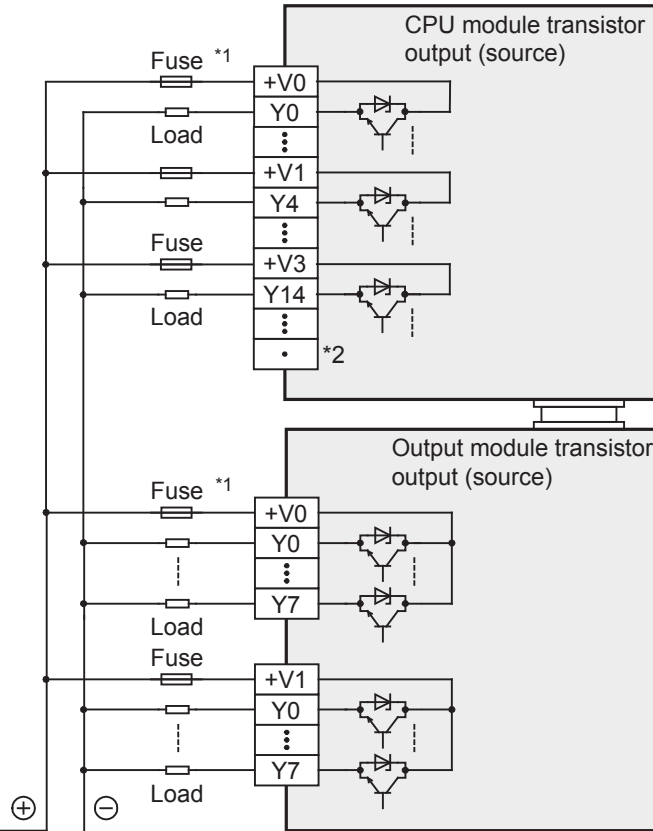 CPU module transistor
output (source)
Fuse *1
+V0
Y0
Load
+V1
Y4
Fuse
+V3
Y14
Load
*2
Output module transistor
output (source)
Fuse *1
+V0
Y0
Y7
Load
Fuse
+V1
Y0
Y7
Load
+ −